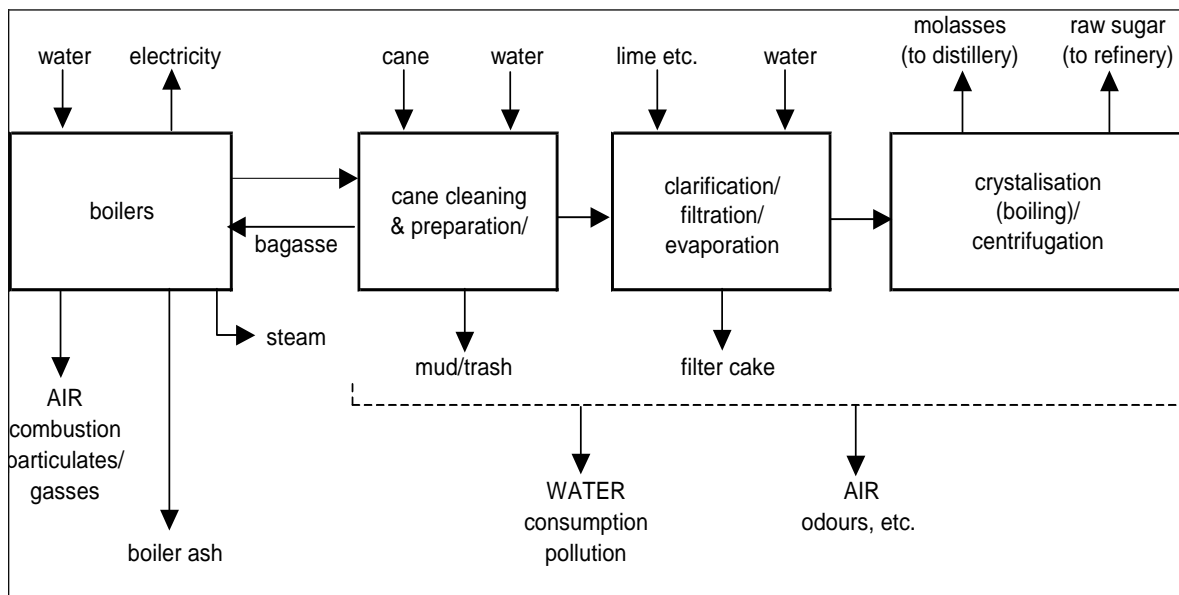 water
electricity
cane
water
lime etc.
water
molasses
(to distillery)
raw sugar
(to refinery)
boilers
cane cleaning
& preparation/
clarification/
filtration/
evaporation
crystalisation
(boiling)/
centrifugation
bagasse
steam
mud/trash
filter cake
AIR
combustion
particulates/
gasses
boiler ash
WATER
consumption
pollution
AIR
odours, etc.